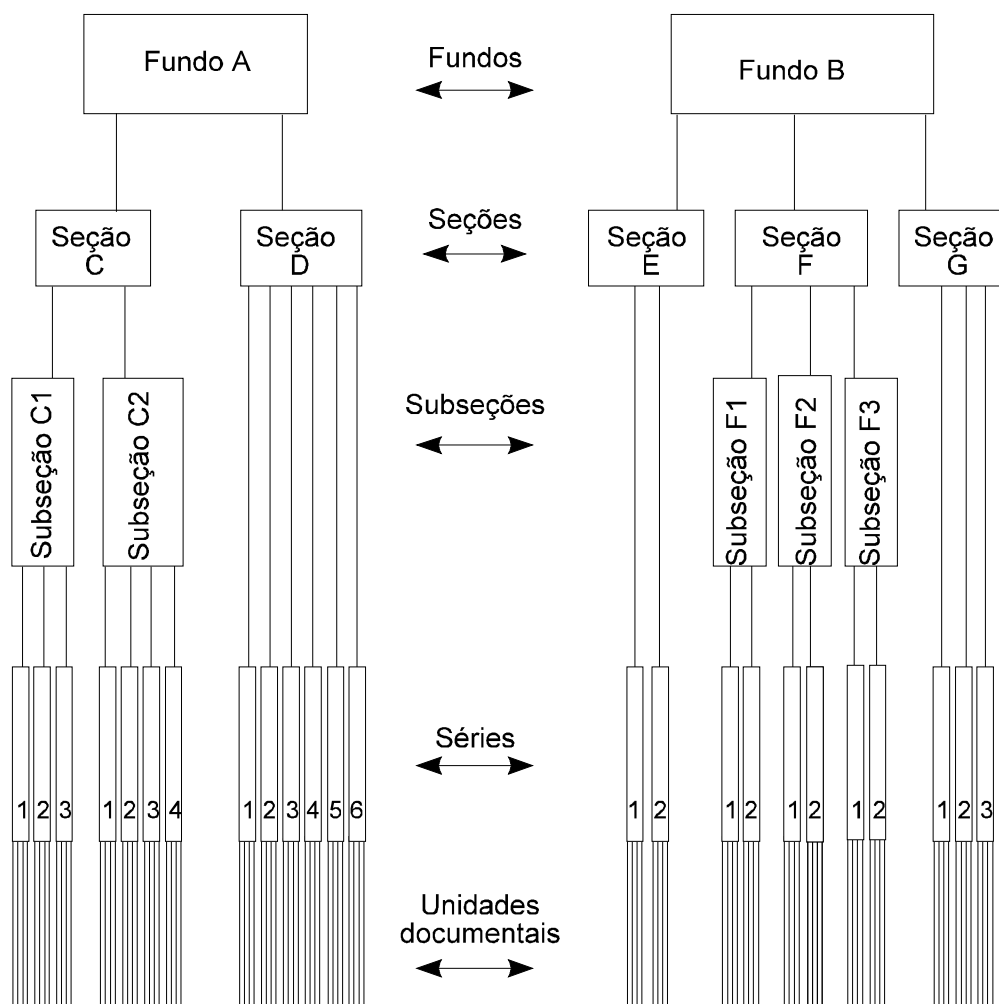 Fundo A
Fundos
Fundo B
Seção
C
Seção
D
Seções
Seção
E
Seção
F
Seção
G
Subseção C1
Subseção C2
Subseções
Subseção F1
Subseção F2
Subseção F3
Séries
1 2 3 1 2 3 4 1 2 3 4 5 6 1 2 1 2 1 2 1 2 1 2 3
Unidades
documentais